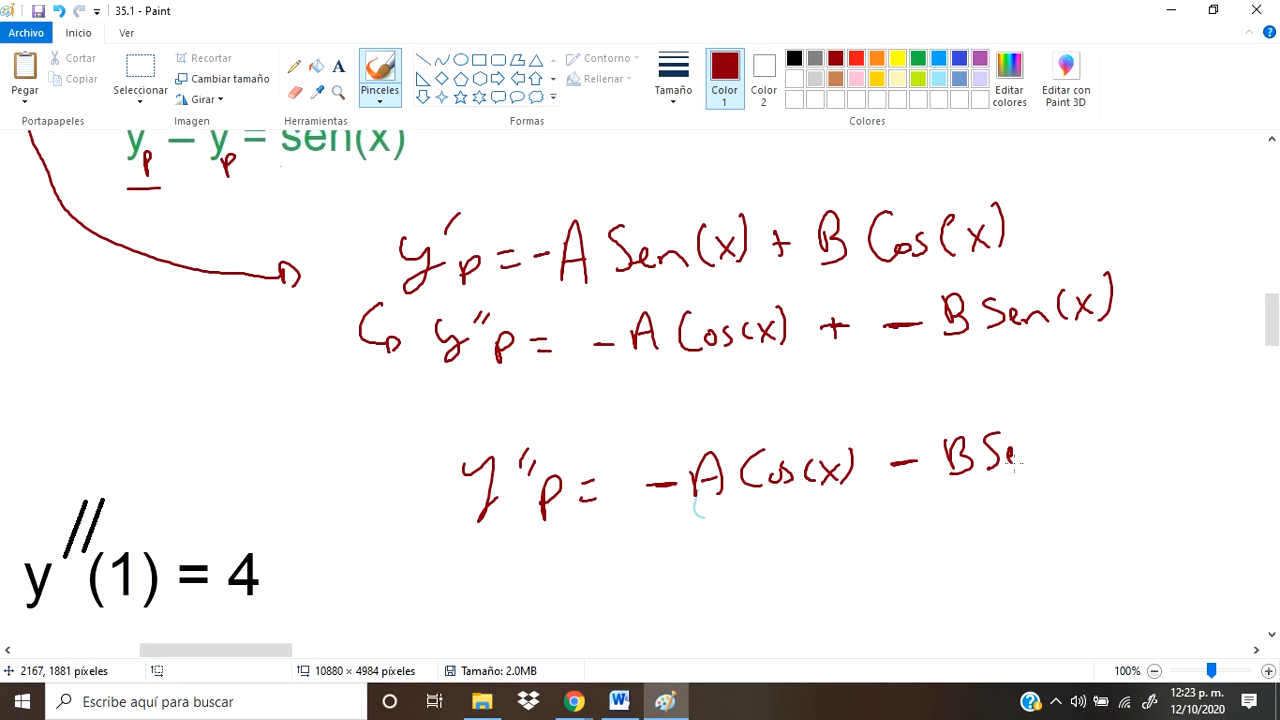 35.1 - Paint
Archivo Inicio Ver
Pegar
Cortar
Copiar
Portapapeles
Seleccionar
Recortar
Cambiar tamaño
Girar
Imagen
Herramientas
Pinceles
Contorno
Rellenar
Formas
Tamaño
Color 1
Color 2
Editar colores
Editar con Paint 3D
Colores
y_p - y_p = sen(x)
y'p = -A Sen(x) + B Cos(x)
y''p = -A Cos(x) + - B Sen(x)
y''p = -A Cos(x) - B Se
y''(1) = 4
2167, 1881 píxeles
10880 × 4984 píxeles
Tamaño: 2.0MB
100%
Escribe aquí para buscar
12:23 p. m.
12/10/2020